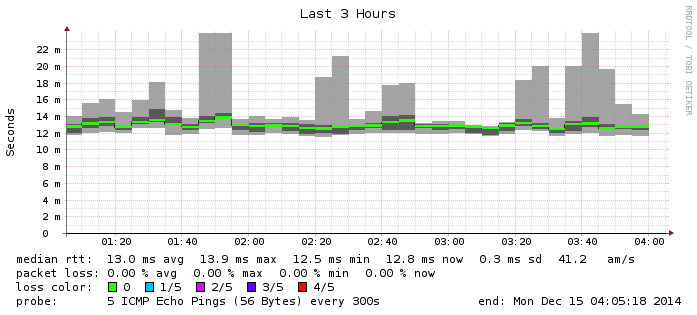 Last 3 Hours
RRDTOOL / TOBI OETIKER
Seconds
22 m
20 m
18 m
16 m
14 m
12 m
10 m
8 m
6 m
4 m
2 m
0
01:20 01:40 02:00 02:20 02:40 03:00 03:20 03:40 04:00
median rtt: 13.0 ms avg 13.9 ms max 12.5 ms min 12.8 ms now 0.3 ms sd 41.2 am/s
packet loss: 0.00 % avg 0.00 % max 0.00 % min 0.00 % now
loss color: 0 1/5 2/5 3/5 4/5
probe: 5 ICMP Echo Pings (56 Bytes) every 300s end: Mon Dec 15 04:05:18 2014